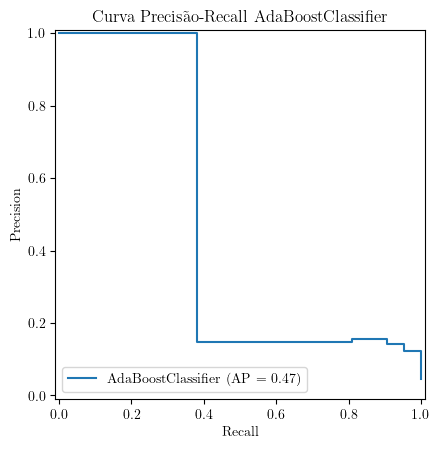 Curva Precisão-Recall AdaBoostClassifier
1.0
0.8
0.6
0.4
0.2
0.0
Precision
AdaBoostClassifier (AP = 0.47)
0.0 0.2 0.4 0.6 0.8 1.0
Recall